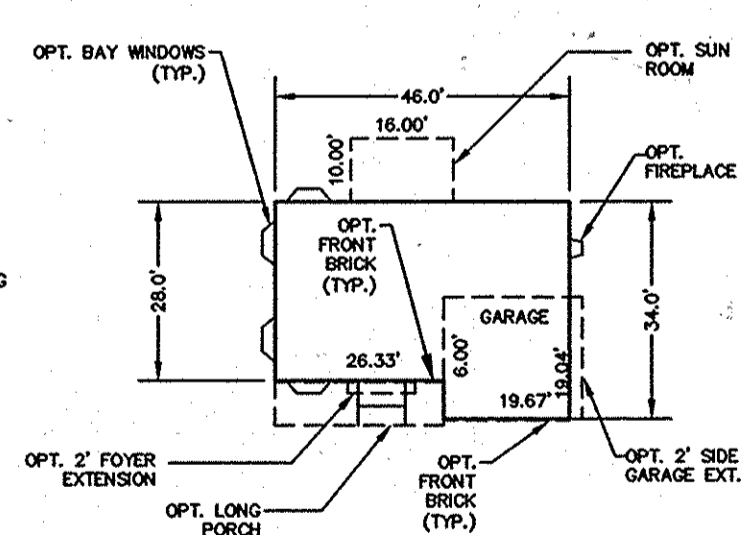 OPT. BAY WINDOWS
(TYP.)
OPT. SUN
ROOM
46.0'
16.00'
10.00'
OPT.
FIREPLACE
OPT.
FRONT
BRICK
(TYP.)
28.0'
34.0'
G
GARAGE
6.00'
26.33'
19.67'
19.04'
OPT. 2' FOYER
EXTENSION
OPT. LONG
PORCH
OPT.
FRONT
BRICK
(TYP.)
OPT. 2' SIDE
GARAGE EXT.